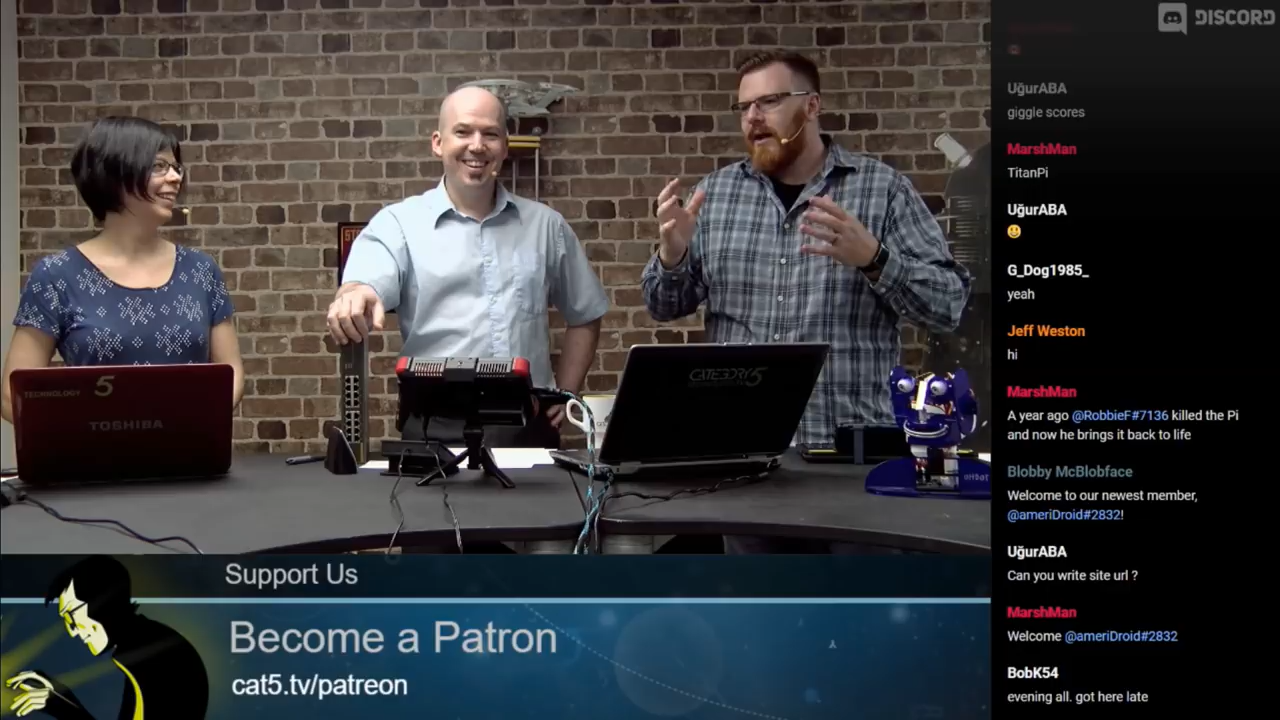 DISCORD
UğurABA
giggle scores
MarshMan
TitanPi
UğurABA
G_Dog1985_
yeah
Jeff Weston
hi
MarshMan
A year ago @RobbieF#7136 killed the Pi
and now he brings it back to life
Blobby McBlobface
Welcome to our newest member,
@ameriDroid#2832!
UğurABA
Can you write site url ?
MarshMan
Welcome @ameriDroid#2832
BobK54
evening all. got here late
TECHNOLOGY 5
TOSHIBA
CATEGORY5
Support Us
Become a Patron
cat5.tv/patreon